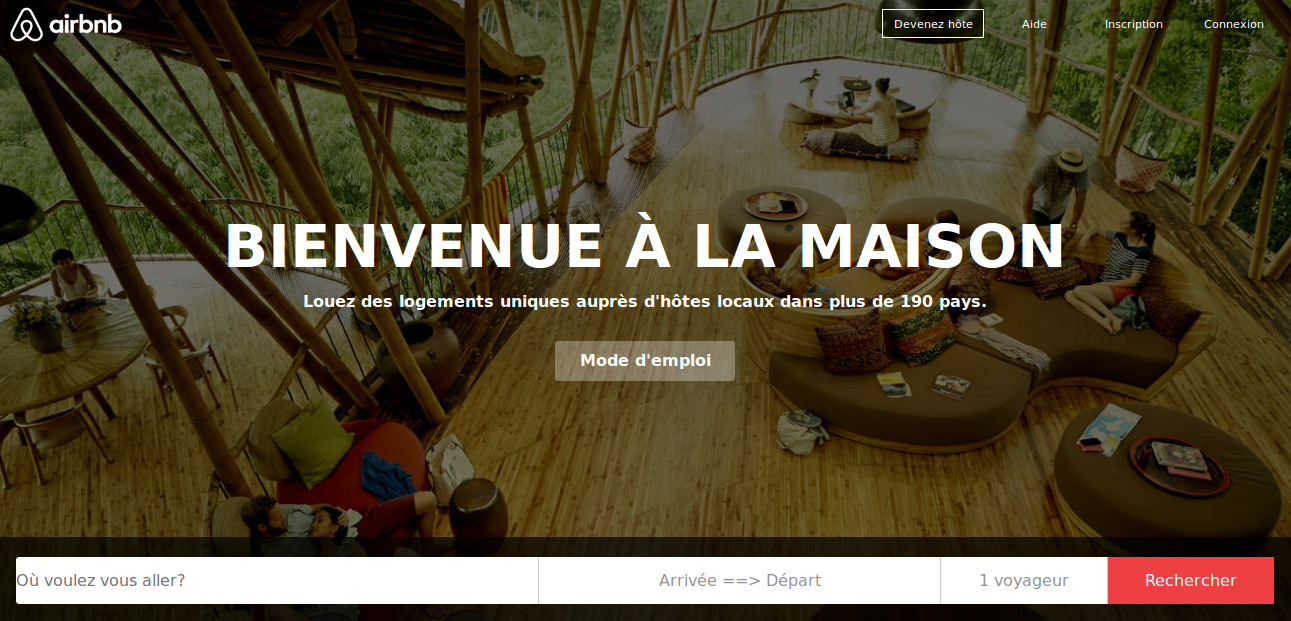 airbnb
Devenez hôte
Aide
Inscription
Connexion
BIENVENUE À LA MAISON
Louez des logements uniques auprès d'hôtes locaux dans plus de 190 pays.
Mode d'emploi
Où voulez vous aller?
Arrivée ==> Départ
1 voyageur
Rechercher